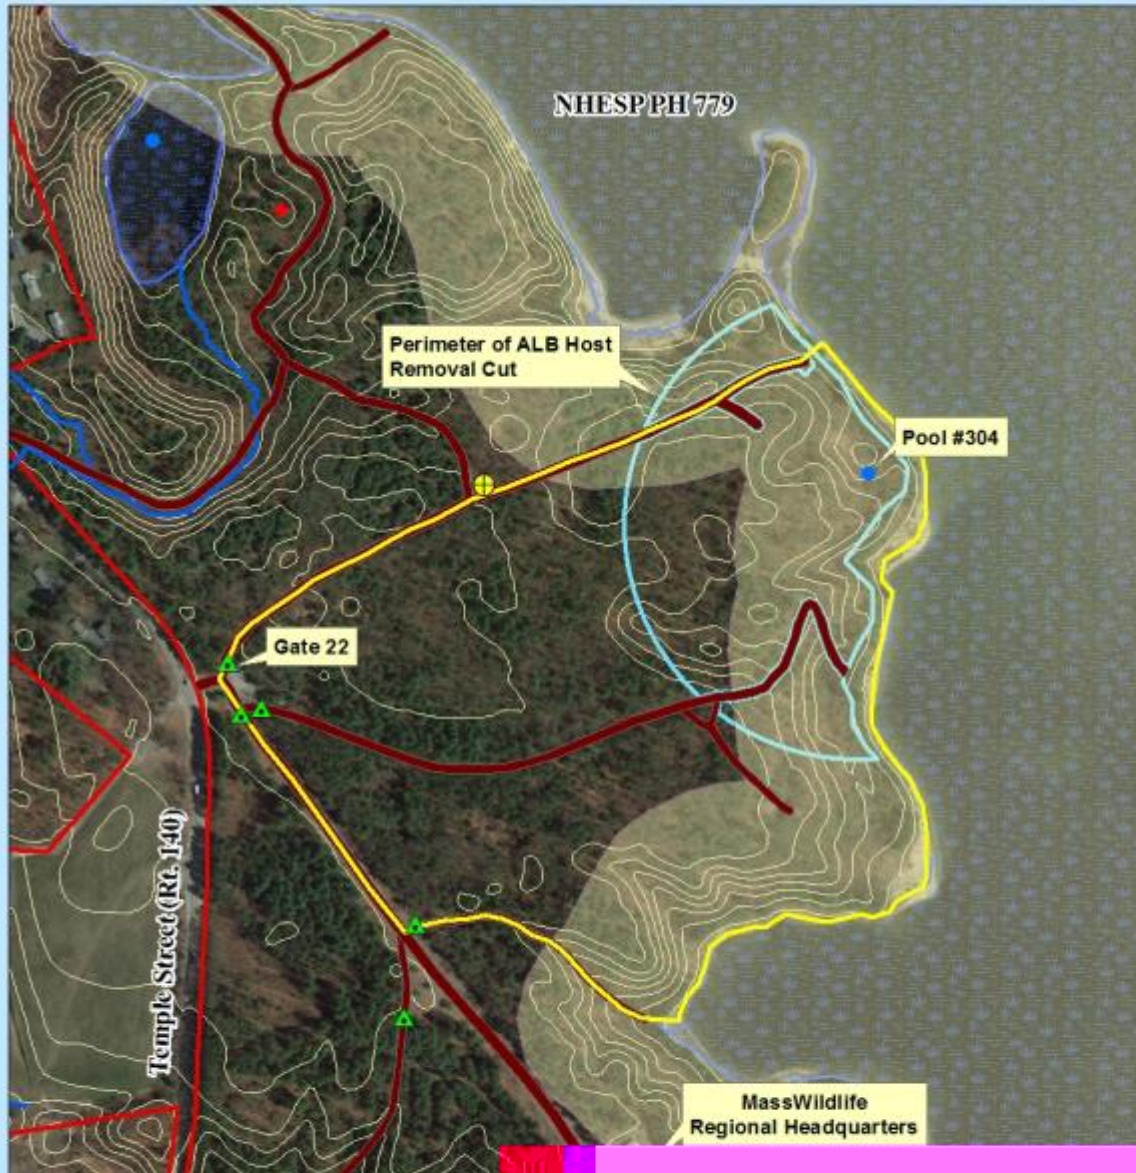 NHESP PH 779
Perimeter of ALB Host
Removal Cut
Pool #304
Gate 22
Temple Street (Rt. 140)
MassWildlife
Regional Headquarters